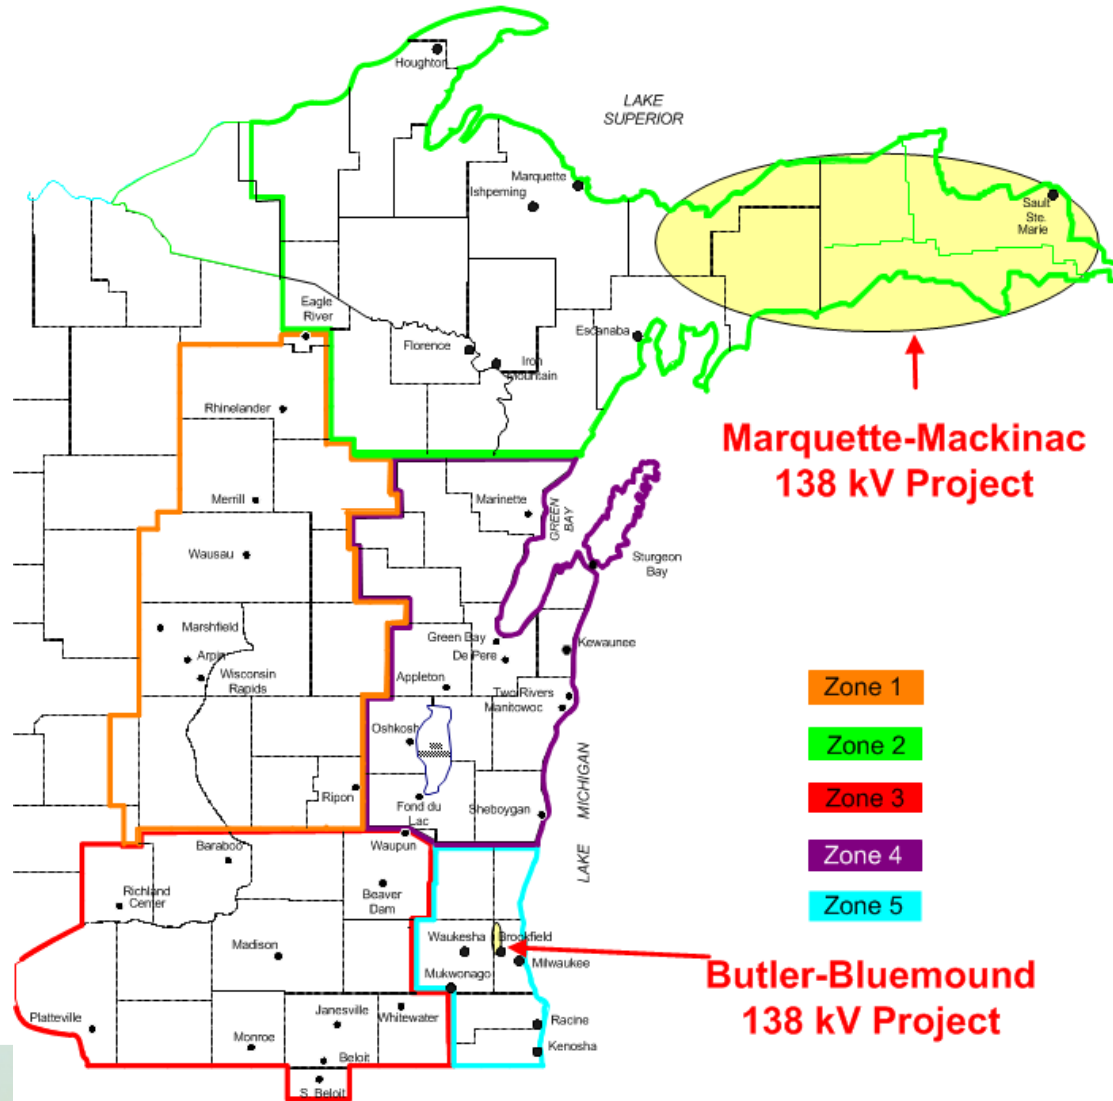 Houghton
LAKE
SUPERIOR
Marquette
Ishpeming
Sault
Ste.
Marie
Eagle
River
Escanaba
Florence
Iron
Mountain
Rhinelander
Marquette-Mackinac
138 kV Project
Merrill
Marinette
GREEN
BAY
Wausau
Sturgeon
Bay
Marshfield
Green Bay
Kewaunee
Arpin
De Pere
Wisconsin
Rapids
Appleton
Two Rivers
Manitowoc
Zone 1
Oshkosh
Zone 2
LAKE MICHIGAN
Ripon
Zone 3
Fond du
Lac
Sheboygan
Waupun
Baraboo
Zone 4
Richland
Center
Beaver
Dam
Zone 5
Madison
Waukesha
Brookfield
Milwaukee
Mukwonago
Butler-Bluemound
138 kV Project
Platteville
Janesville
Whitewater
Racine
Monroe
Kenosha
Beloit
S. Beloit